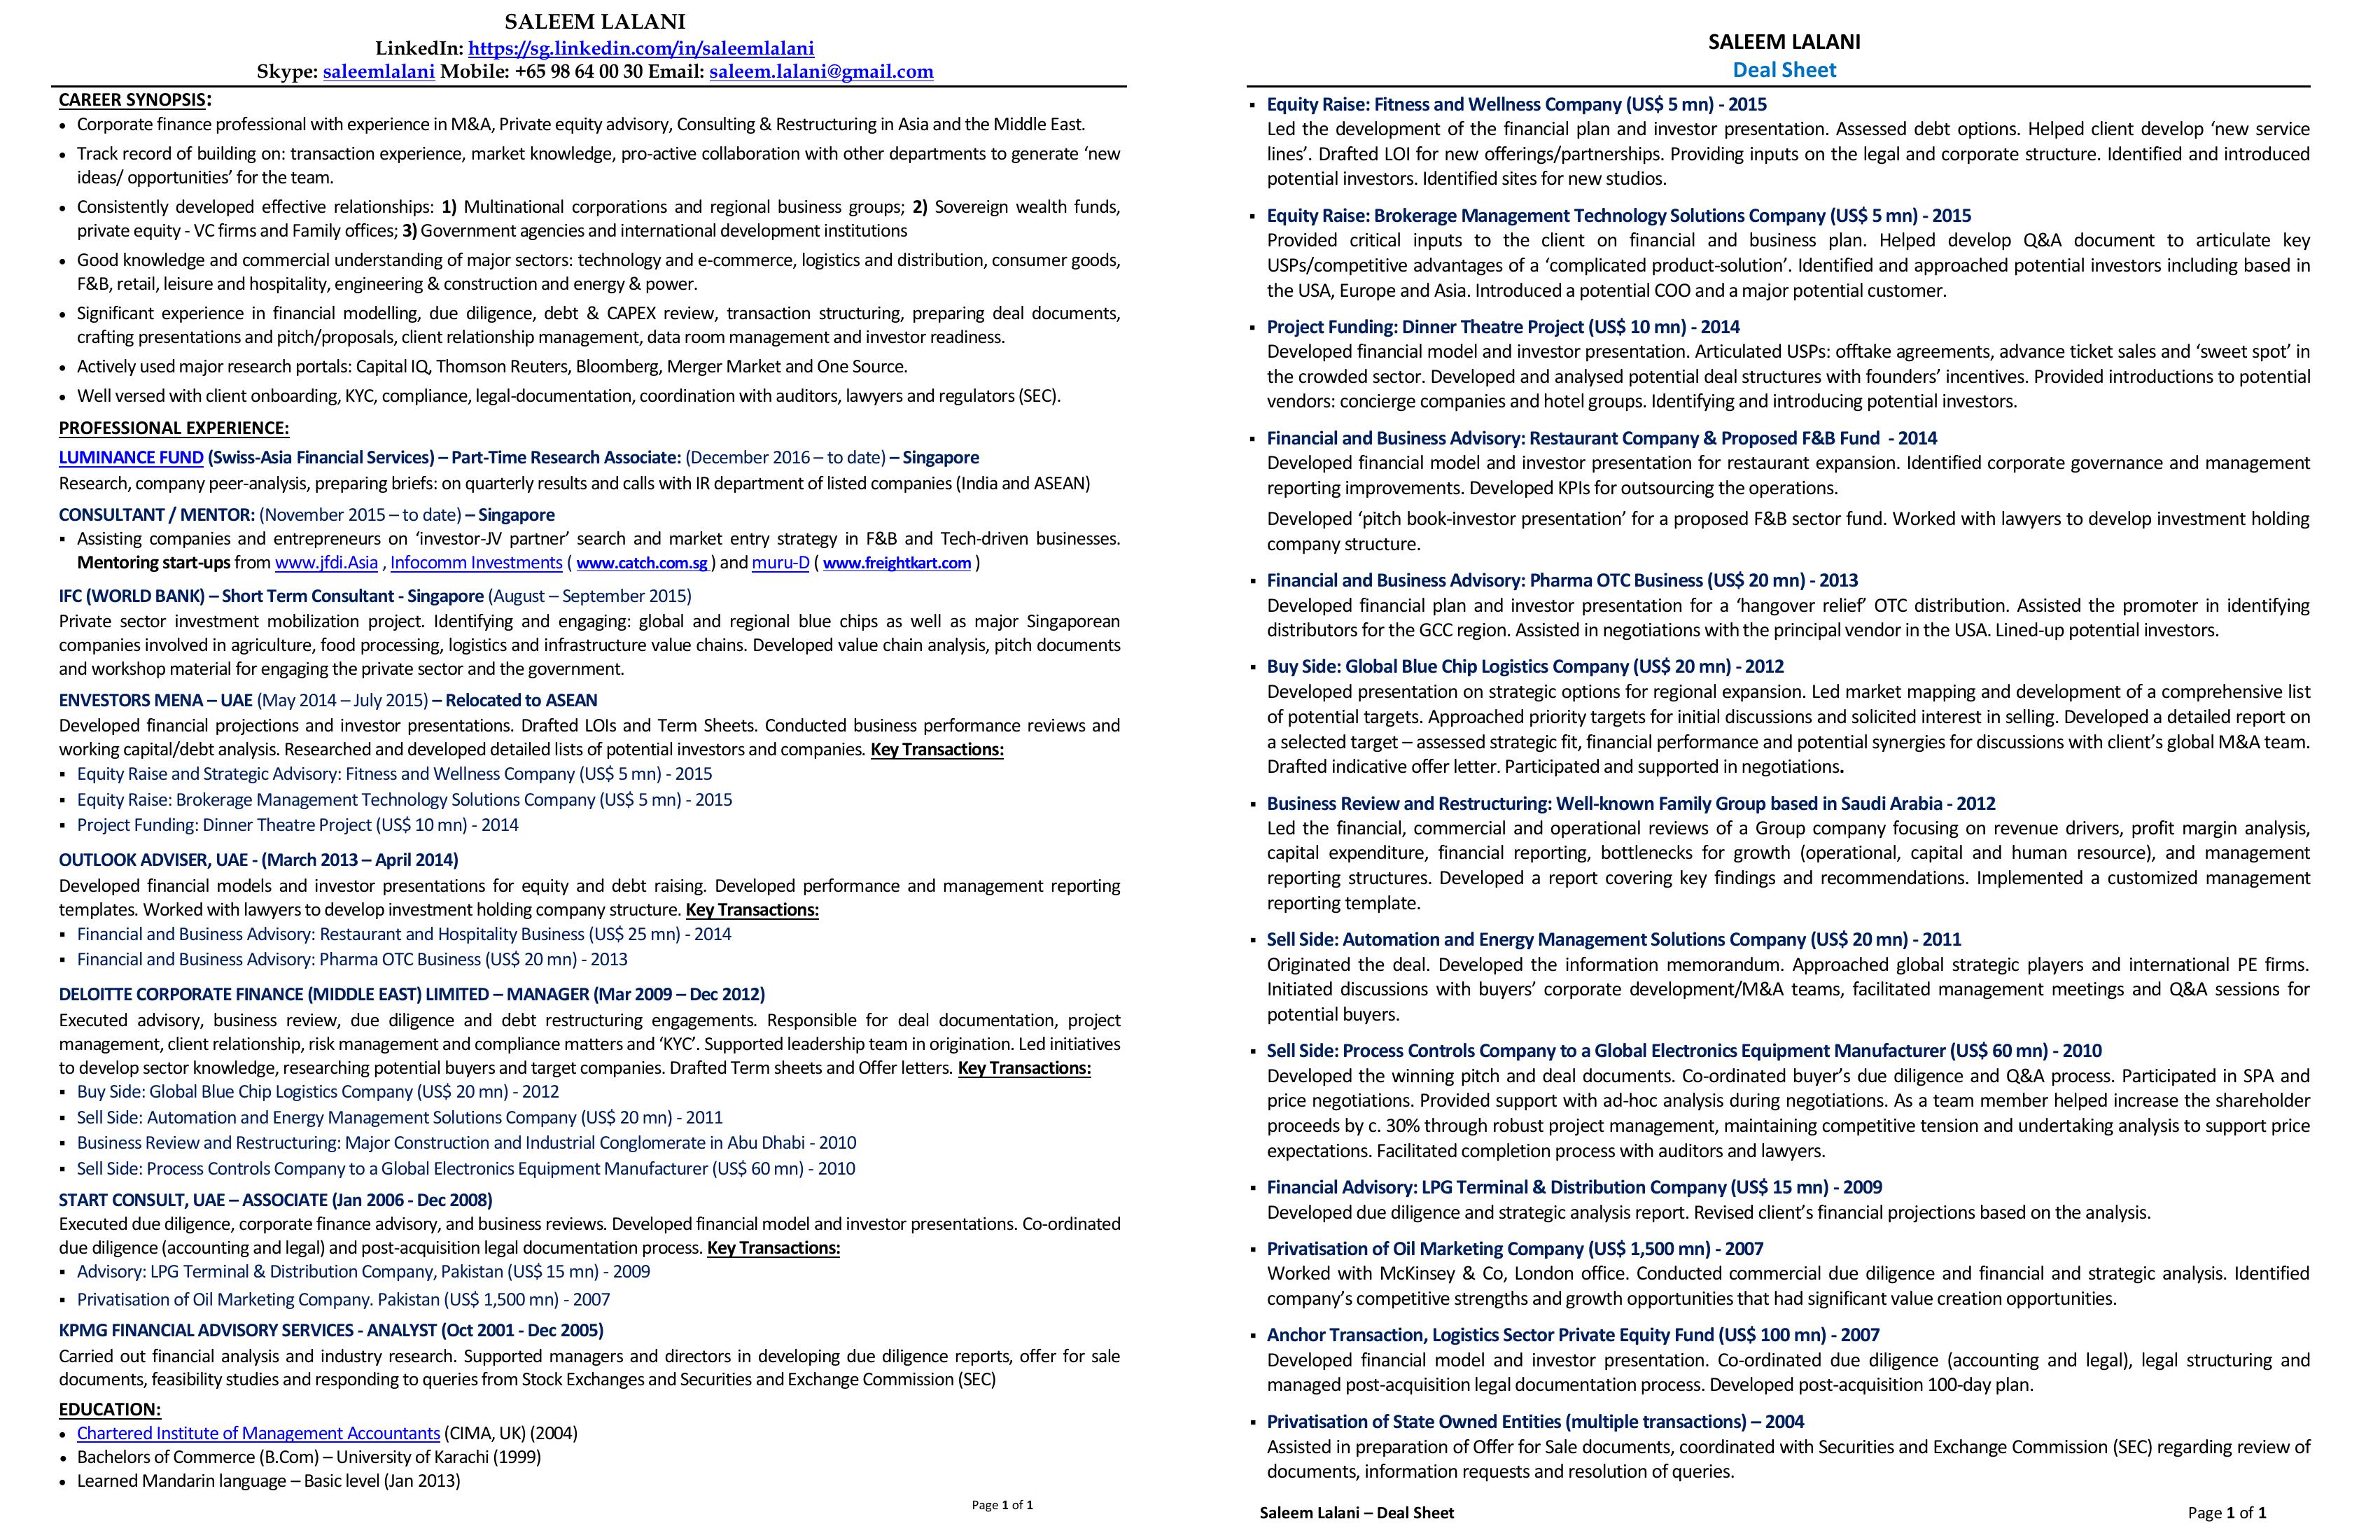 SALEEM LALANI
LinkedIn: https://sg.linkedin.com/in/saleemlalani
Skype: saleemlalani Mobile: +65 98 64 00 30 Email: saleem.lalani@gmail.com
CAREER SYNOPSIS:
• Corporate finance professional with experience in M&A, Private equity advisory, Consulting & Restructuring in Asia and the Middle East.
• Track record of building on: transaction experience, market knowledge, pro-active collaboration with other departments to generate ‘new
ideas/ opportunities’ for the team.
• Consistently developed effective relationships: 1) Multinational corporations and regional business groups; 2) Sovereign wealth funds,
private equity - VC firms and Family offices; 3) Government agencies and international development institutions
• Good knowledge and commercial understanding of major sectors: technology and e-commerce, logistics and distribution, consumer goods,
F&B, retail, leisure and hospitality, engineering & construction and energy & power.
• Significant experience in financial modelling, due diligence, debt & CAPEX review, transaction structuring, preparing deal documents,
crafting presentations and pitch/proposals, client relationship management, data room management and investor readiness.
• Actively used major research portals: Capital IQ, Thomson Reuters, Bloomberg, Merger Market and One Source.
• Well versed with client onboarding, KYC, compliance, legal-documentation, coordination with auditors, lawyers and regulators (SEC).
PROFESSIONAL EXPERIENCE:
LUMINANCE FUND (Swiss-Asia Financial Services) – Part-Time Research Associate: (December 2016 – to date) – Singapore
Research, company peer-analysis, preparing briefs: on quarterly results and calls with IR department of listed companies (India and ASEAN)
CONSULTANT / MENTOR: (November 2015 – to date) – Singapore
▪ Assisting companies and entrepreneurs on ‘investor-JV partner’ search and market entry strategy in F&B and Tech-driven businesses.
Mentoring start-ups from www.jfdi.Asia , Infocomm Investments ( www.catch.com.sg ) and muru-D ( www.freightkart.com )
IFC (WORLD BANK) – Short Term Consultant - Singapore (August – September 2015)
Private sector investment mobilization project. Identifying and engaging: global and regional blue chips as well as major Singaporean
companies involved in agriculture, food processing, logistics and infrastructure value chains. Developed value chain analysis, pitch documents
and workshop material for engaging the private sector and the government.
ENVESTORS MENA – UAE (May 2014 – July 2015) – Relocated to ASEAN
Developed financial projections and investor presentations. Drafted LOIs and Term Sheets. Conducted business performance reviews and
working capital/debt analysis. Researched and developed detailed lists of potential investors and companies. Key Transactions:
▪ Equity Raise and Strategic Advisory: Fitness and Wellness Company (US$ 5 mn) - 2015
▪ Equity Raise: Brokerage Management Technology Solutions Company (US$ 5 mn) - 2015
▪ Project Funding: Dinner Theatre Project (US$ 10 mn) - 2014
OUTLOOK ADVISER, UAE - (March 2013 – April 2014)
Developed financial models and investor presentations for equity and debt raising. Developed performance and management reporting
templates. Worked with lawyers to develop investment holding company structure. Key Transactions:
▪ Financial and Business Advisory: Restaurant and Hospitality Business (US$ 25 mn) - 2014
▪ Financial and Business Advisory: Pharma OTC Business (US$ 20 mn) - 2013
DELOITTE CORPORATE FINANCE (MIDDLE EAST) LIMITED – MANAGER (Mar 2009 – Dec 2012)
Executed advisory, business review, due diligence and debt restructuring engagements. Responsible for deal documentation, project
management, client relationship, risk management and compliance matters and ‘KYC’. Supported leadership team in origination. Led initiatives
to develop sector knowledge, researching potential buyers and target companies. Drafted Term sheets and Offer letters. Key Transactions:
▪ Buy Side: Global Blue Chip Logistics Company (US$ 20 mn) - 2012
▪ Sell Side: Automation and Energy Management Solutions Company (US$ 20 mn) - 2011
▪ Business Review and Restructuring: Major Construction and Industrial Conglomerate in Abu Dhabi - 2010
▪ Sell Side: Process Controls Company to a Global Electronics Equipment Manufacturer (US$ 60 mn) - 2010
START CONSULT, UAE – ASSOCIATE (Jan 2006 - Dec 2008)
Executed due diligence, corporate finance advisory, and business reviews. Developed financial model and investor presentations. Co-ordinated
due diligence (accounting and legal) and post-acquisition legal documentation process. Key Transactions:
▪ Advisory: LPG Terminal & Distribution Company, Pakistan (US$ 15 mn) - 2009
▪ Privatisation of Oil Marketing Company. Pakistan (US$ 1,500 mn) - 2007
KPMG FINANCIAL ADVISORY SERVICES - ANALYST (Oct 2001 - Dec 2005)
Carried out financial analysis and industry research. Supported managers and directors in developing due diligence reports, offer for sale
documents, feasibility studies and responding to queries from Stock Exchanges and Securities and Exchange Commission (SEC)
EDUCATION:
• Chartered Institute of Management Accountants (CIMA, UK) (2004)
• Bachelors of Commerce (B.Com) – University of Karachi (1999)
• Learned Mandarin language – Basic level (Jan 2013)
Page 1 of 1
SALEEM LALANI
Deal Sheet
▪ Equity Raise: Fitness and Wellness Company (US$ 5 mn) - 2015
Led the development of the financial plan and investor presentation. Assessed debt options. Helped client develop ‘new service
lines’. Drafted LOI for new offerings/partnerships. Providing inputs on the legal and corporate structure. Identified and introduced
potential investors. Identified sites for new studios.
▪ Equity Raise: Brokerage Management Technology Solutions Company (US$ 5 mn) - 2015
Provided critical inputs to the client on financial and business plan. Helped develop Q&A document to articulate key
USPs/competitive advantages of a ‘complicated product-solution’. Identified and approached potential investors including based in
the USA, Europe and Asia. Introduced a potential COO and a major potential customer.
▪ Project Funding: Dinner Theatre Project (US$ 10 mn) - 2014
Developed financial model and investor presentation. Articulated USPs: offtake agreements, advance ticket sales and ‘sweet spot’ in
the crowded sector. Developed and analysed potential deal structures with founders’ incentives. Provided introductions to potential
vendors: concierge companies and hotel groups. Identifying and introducing potential investors.
▪ Financial and Business Advisory: Restaurant Company & Proposed F&B Fund - 2014
Developed financial model and investor presentation for restaurant expansion. Identified corporate governance and management
reporting improvements. Developed KPIs for outsourcing the operations.
Developed ‘pitch book-investor presentation’ for a proposed F&B sector fund. Worked with lawyers to develop investment holding
company structure.
▪ Financial and Business Advisory: Pharma OTC Business (US$ 20 mn) - 2013
Developed financial plan and investor presentation for a ‘hangover relief’ OTC distribution. Assisted the promoter in identifying
distributors for the GCC region. Assisted in negotiations with the principal vendor in the USA. Lined-up potential investors.
▪ Buy Side: Global Blue Chip Logistics Company (US$ 20 mn) - 2012
Developed presentation on strategic options for regional expansion. Led market mapping and development of a comprehensive list
of potential targets. Approached priority targets for initial discussions and solicited interest in selling. Developed a detailed report on
a selected target – assessed strategic fit, financial performance and potential synergies for discussions with client’s global M&A team.
Drafted indicative offer letter. Participated and supported in negotiations.
▪ Business Review and Restructuring: Well-known Family Group based in Saudi Arabia - 2012
Led the financial, commercial and operational reviews of a Group company focusing on revenue drivers, profit margin analysis,
capital expenditure, financial reporting, bottlenecks for growth (operational, capital and human resource), and management
reporting structures. Developed a report covering key findings and recommendations. Implemented a customized management
reporting template.
▪ Sell Side: Automation and Energy Management Solutions Company (US$ 20 mn) - 2011
Originated the deal. Developed the information memorandum. Approached global strategic players and international PE firms.
Initiated discussions with buyers’ corporate development/M&A teams, facilitated management meetings and Q&A sessions for
potential buyers.
▪ Sell Side: Process Controls Company to a Global Electronics Equipment Manufacturer (US$ 60 mn) - 2010
Developed the winning pitch and deal documents. Co-ordinated buyer’s due diligence and Q&A process. Participated in SPA and
price negotiations. Provided support with ad-hoc analysis during negotiations. As a team member helped increase the shareholder
proceeds by c. 30% through robust project management, maintaining competitive tension and undertaking analysis to support price
expectations. Facilitated completion process with auditors and lawyers.
▪ Financial Advisory: LPG Terminal & Distribution Company (US$ 15 mn) - 2009
Developed due diligence and strategic analysis report. Revised client’s financial projections based on the analysis.
▪ Privatisation of Oil Marketing Company (US$ 1,500 mn) - 2007
Worked with McKinsey & Co, London office. Conducted commercial due diligence and financial and strategic analysis. Identified
company’s competitive strengths and growth opportunities that had significant value creation opportunities.
▪ Anchor Transaction, Logistics Sector Private Equity Fund (US$ 100 mn) - 2007
Developed financial model and investor presentation. Co-ordinated due diligence (accounting and legal), legal structuring and
managed post-acquisition legal documentation process. Developed post-acquisition 100-day plan.
▪ Privatisation of State Owned Entities (multiple transactions) – 2004
Assisted in preparation of Offer for Sale documents, coordinated with Securities and Exchange Commission (SEC) regarding review of
documents, information requests and resolution of queries.
Saleem Lalani – Deal Sheet
Page 1 of 1